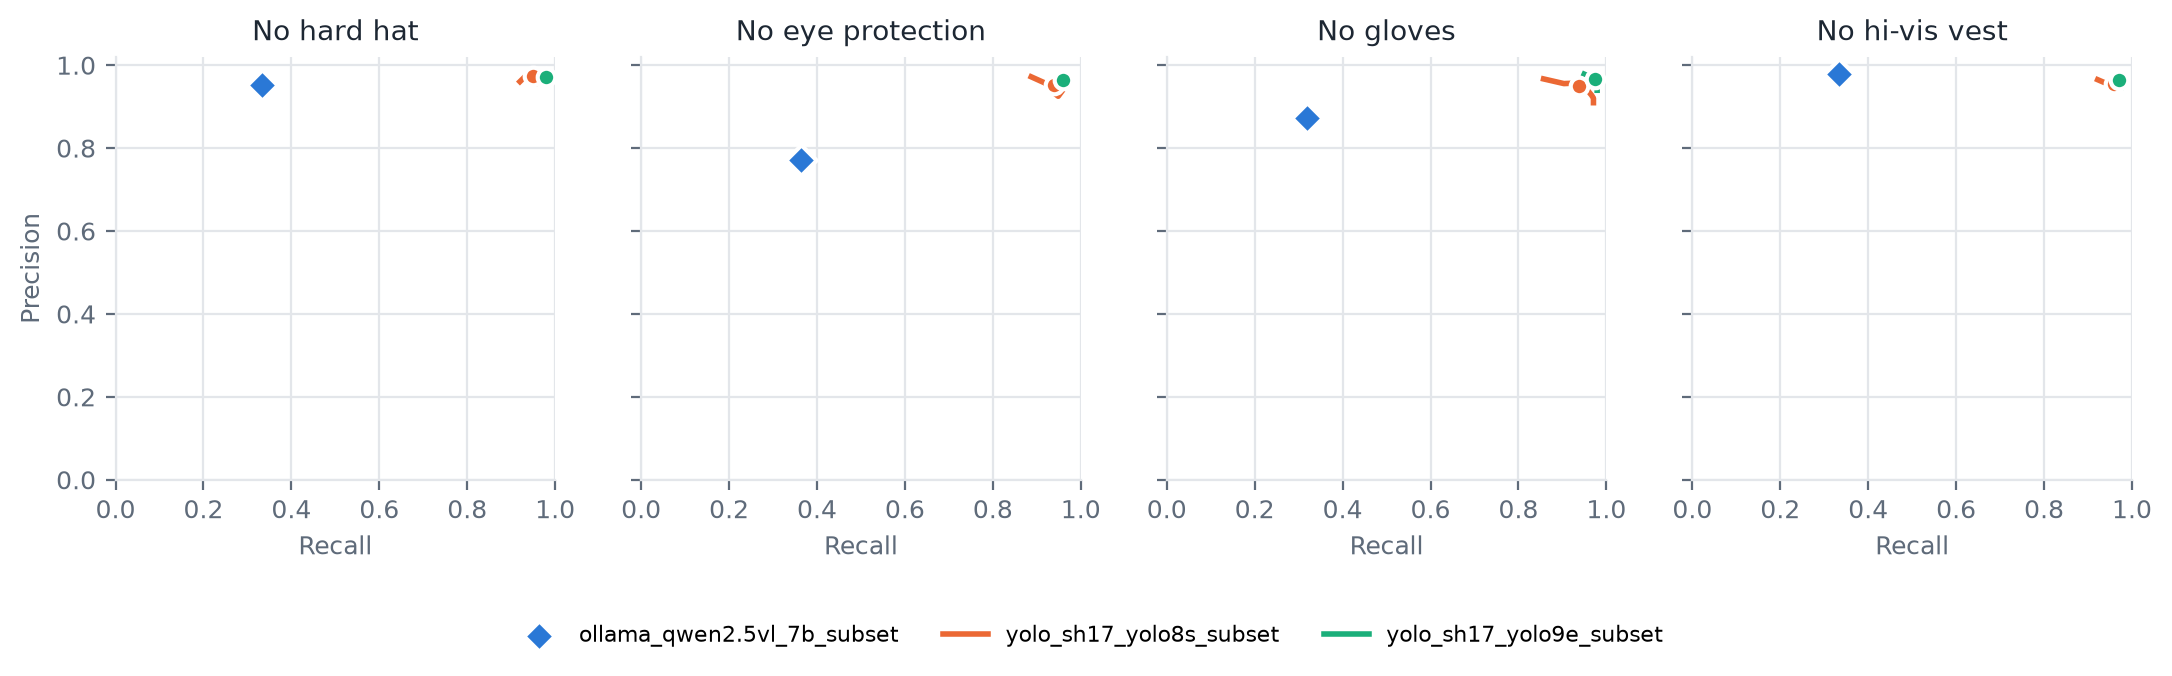 No hard hat
No eye protection
No gloves
No hi-vis vest
Precision
1.0
0.8
0.6
0.4
0.2
0.0
0.0 0.2 0.4 0.6 0.8 1.0
0.0 0.2 0.4 0.6 0.8 1.0
0.0 0.2 0.4 0.6 0.8 1.0
0.0 0.2 0.4 0.6 0.8 1.0
Recall
Recall
Recall
Recall
ollama_qwen2.5vl_7b_subset
yolo_sh17_yolo8s_subset
yolo_sh17_yolo9e_subset